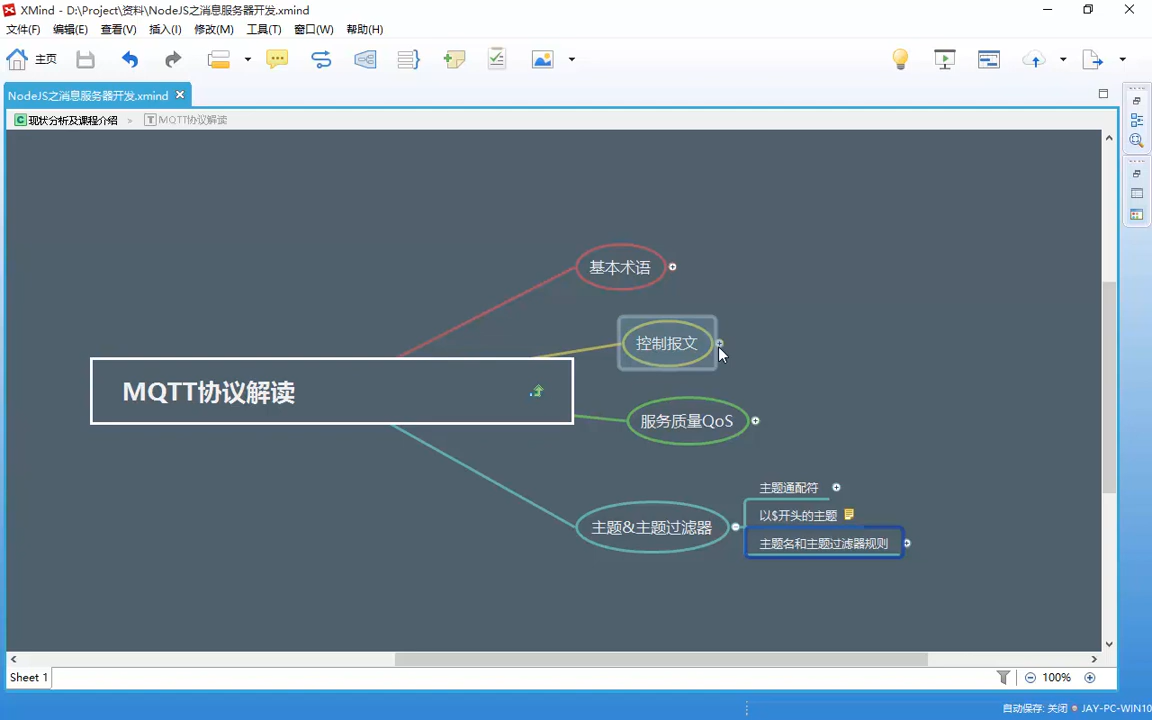 XMind - D:\Project\资料\NodeJS之消息服务器开发.xmind
文件(F) 编辑(E) 查看(V) 插入(I) 修改(M) 工具(T) 窗口(W) 帮助(H)
主页
NodeJS之消息服务器开发.xmind
C 现状分析及课程介绍 > T MQTT协议解读
基本术语
控制报文
MQTT协议解读
服务质量QoS
主题通配符
以$开头的主题
主题&主题过滤器
主题名和主题过滤器规则
Sheet 1
100%
自动保存: 关闭 JAY-PC-WIN10